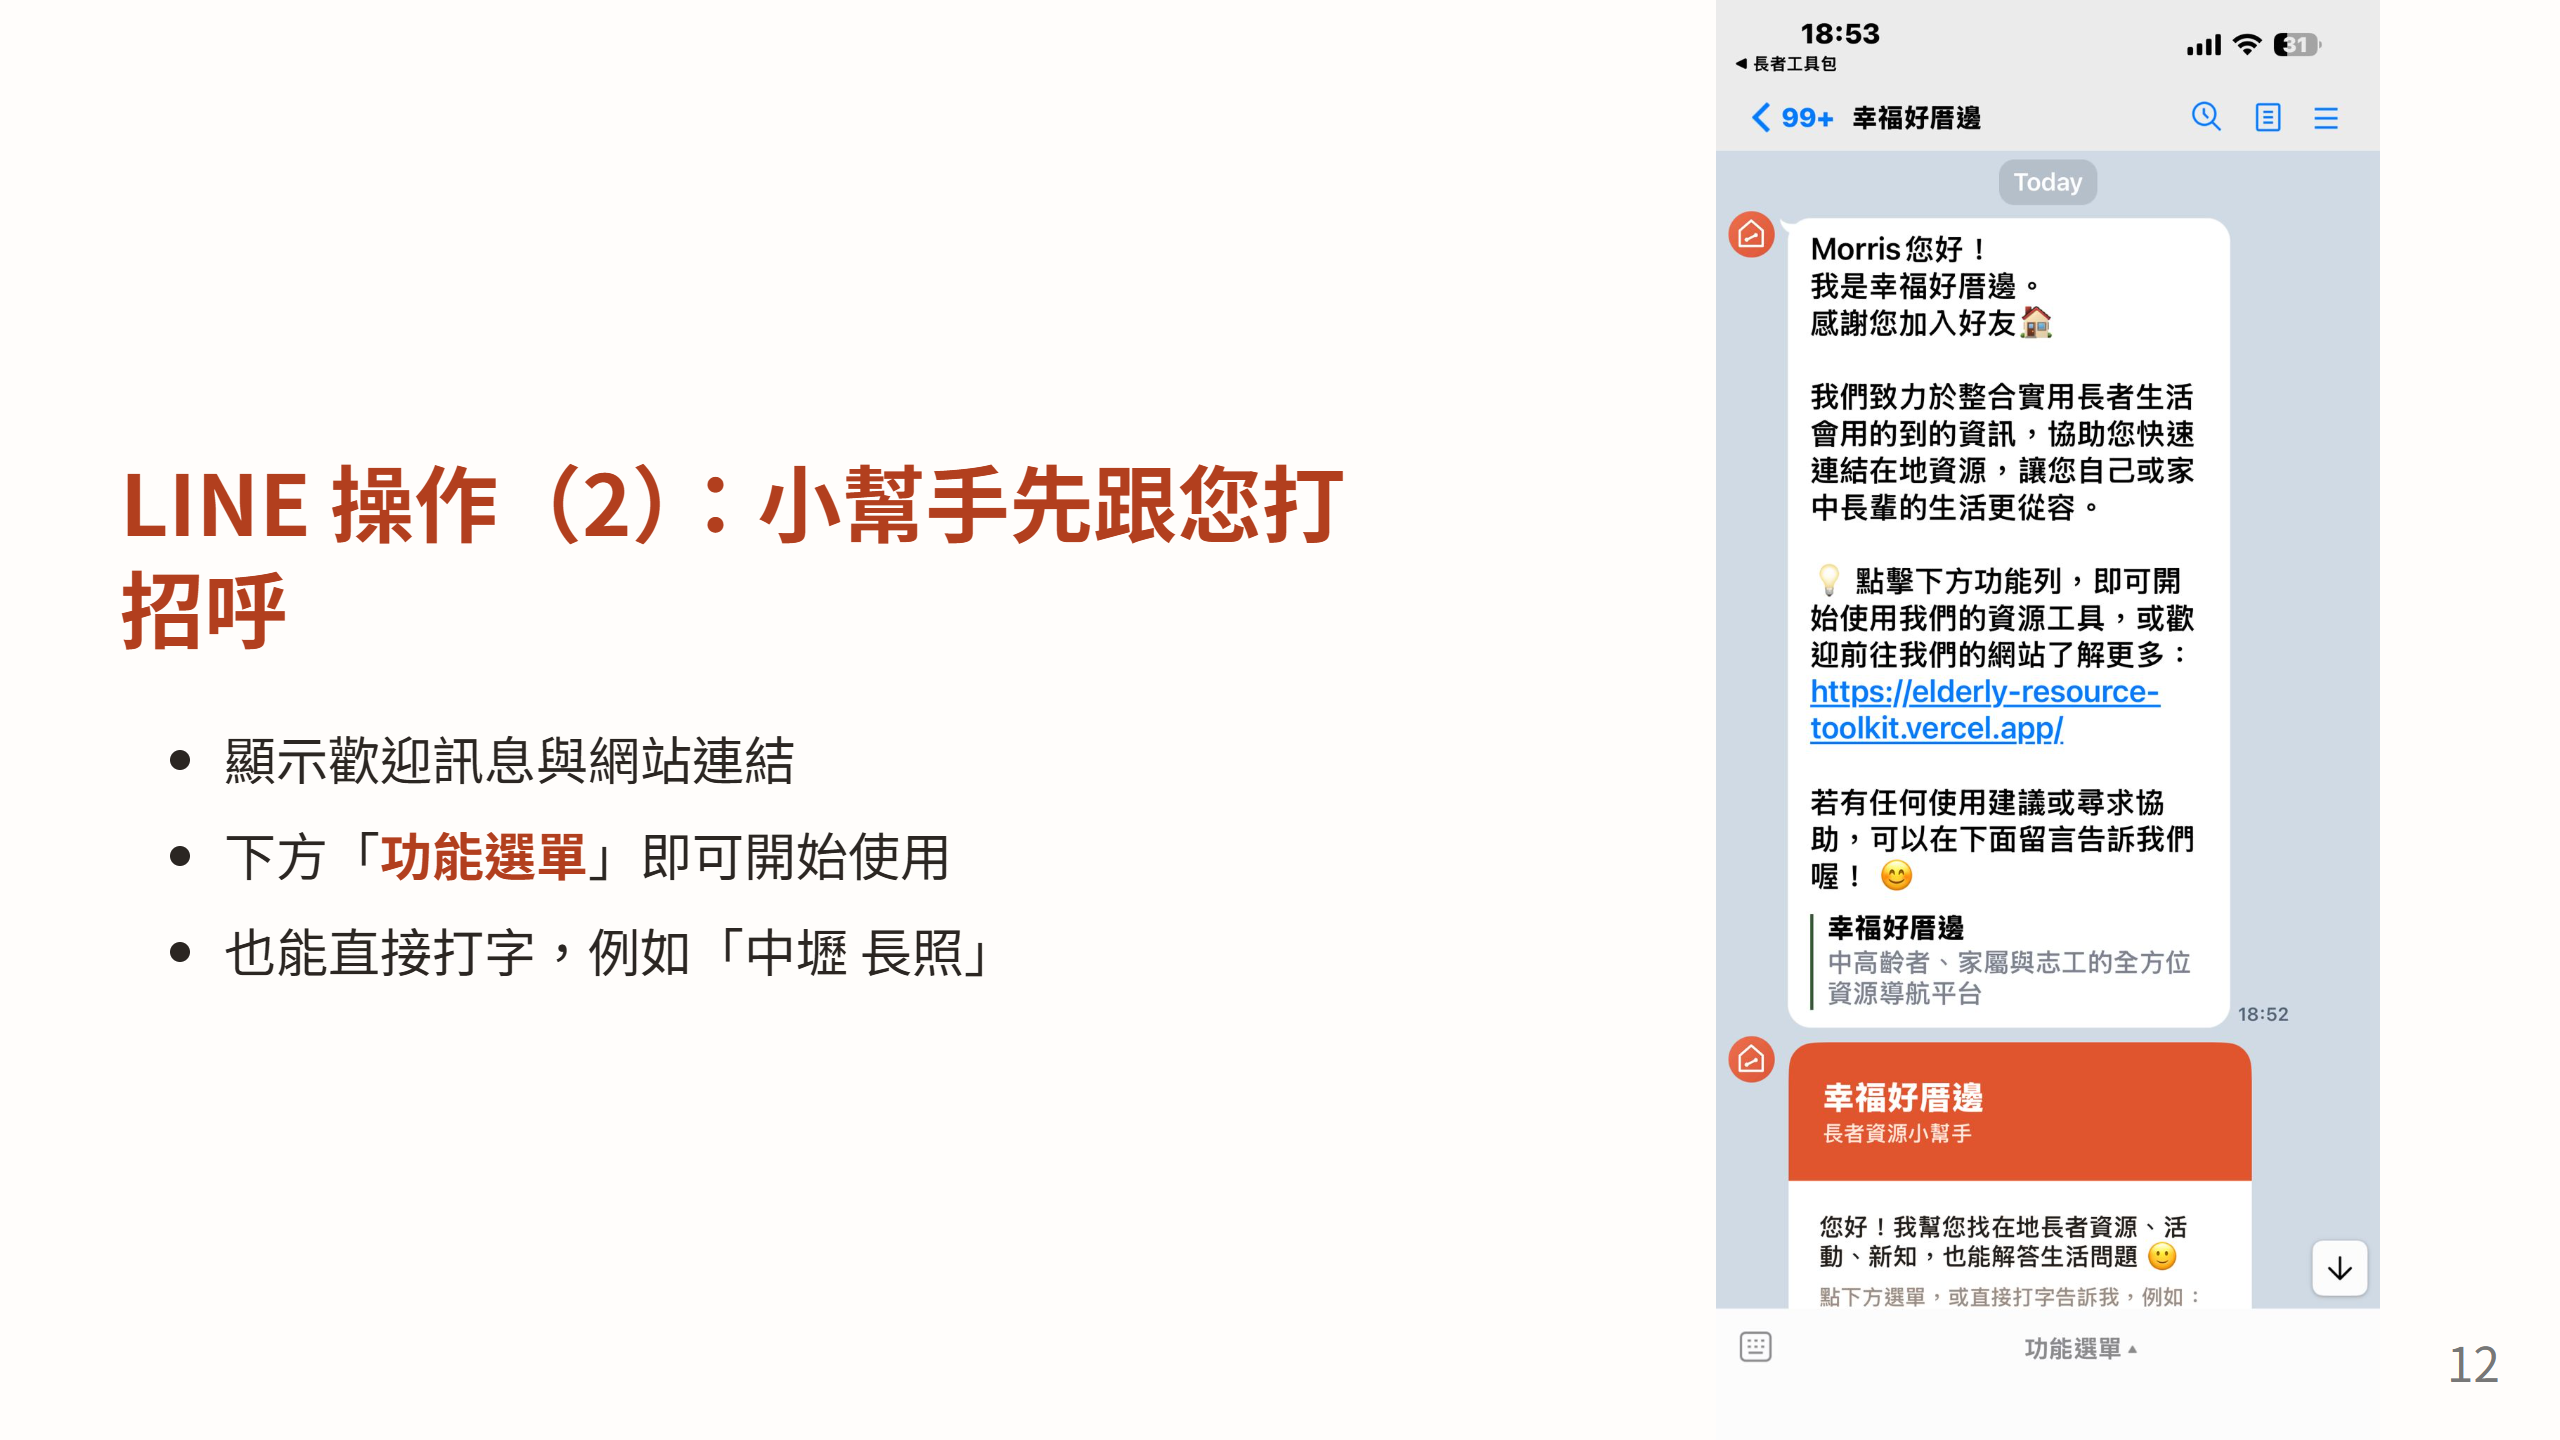 LINE 操作（2）：小幫手先跟您打
招呼
顯示歡迎訊息與網站連結
下方「功能選單」即可開始使用
也能直接打字，例如「中壢 長照」
18:53
31
◀ 長者工具包
99+ 幸福好厝邊
Today
Morris您好！
我是幸福好厝邊。
感謝您加入好友🏠
我們致力於整合實用長者生活
會用的到的資訊，協助您快速
連結在地資源，讓您自己或家
中長輩的生活更從容。
💡 點擊下方功能列，即可開
始使用我們的資源工具，或歡
迎前往我們的網站了解更多：
https://elderly-resource-
toolkit.vercel.app/
若有任何使用建議或尋求協
助，可以在下面留言告訴我們
喔！ 😊
幸福好厝邊
中高齡者、家屬與志工的全方位
資源導航平台
18:52
幸福好厝邊
長者資源小幫手
您好！我幫您找在地長者資源、活
動、新知，也能解答生活問題 🙂
點下方選單，或直接打字告訴我，例如：
功能選單 ▲
12